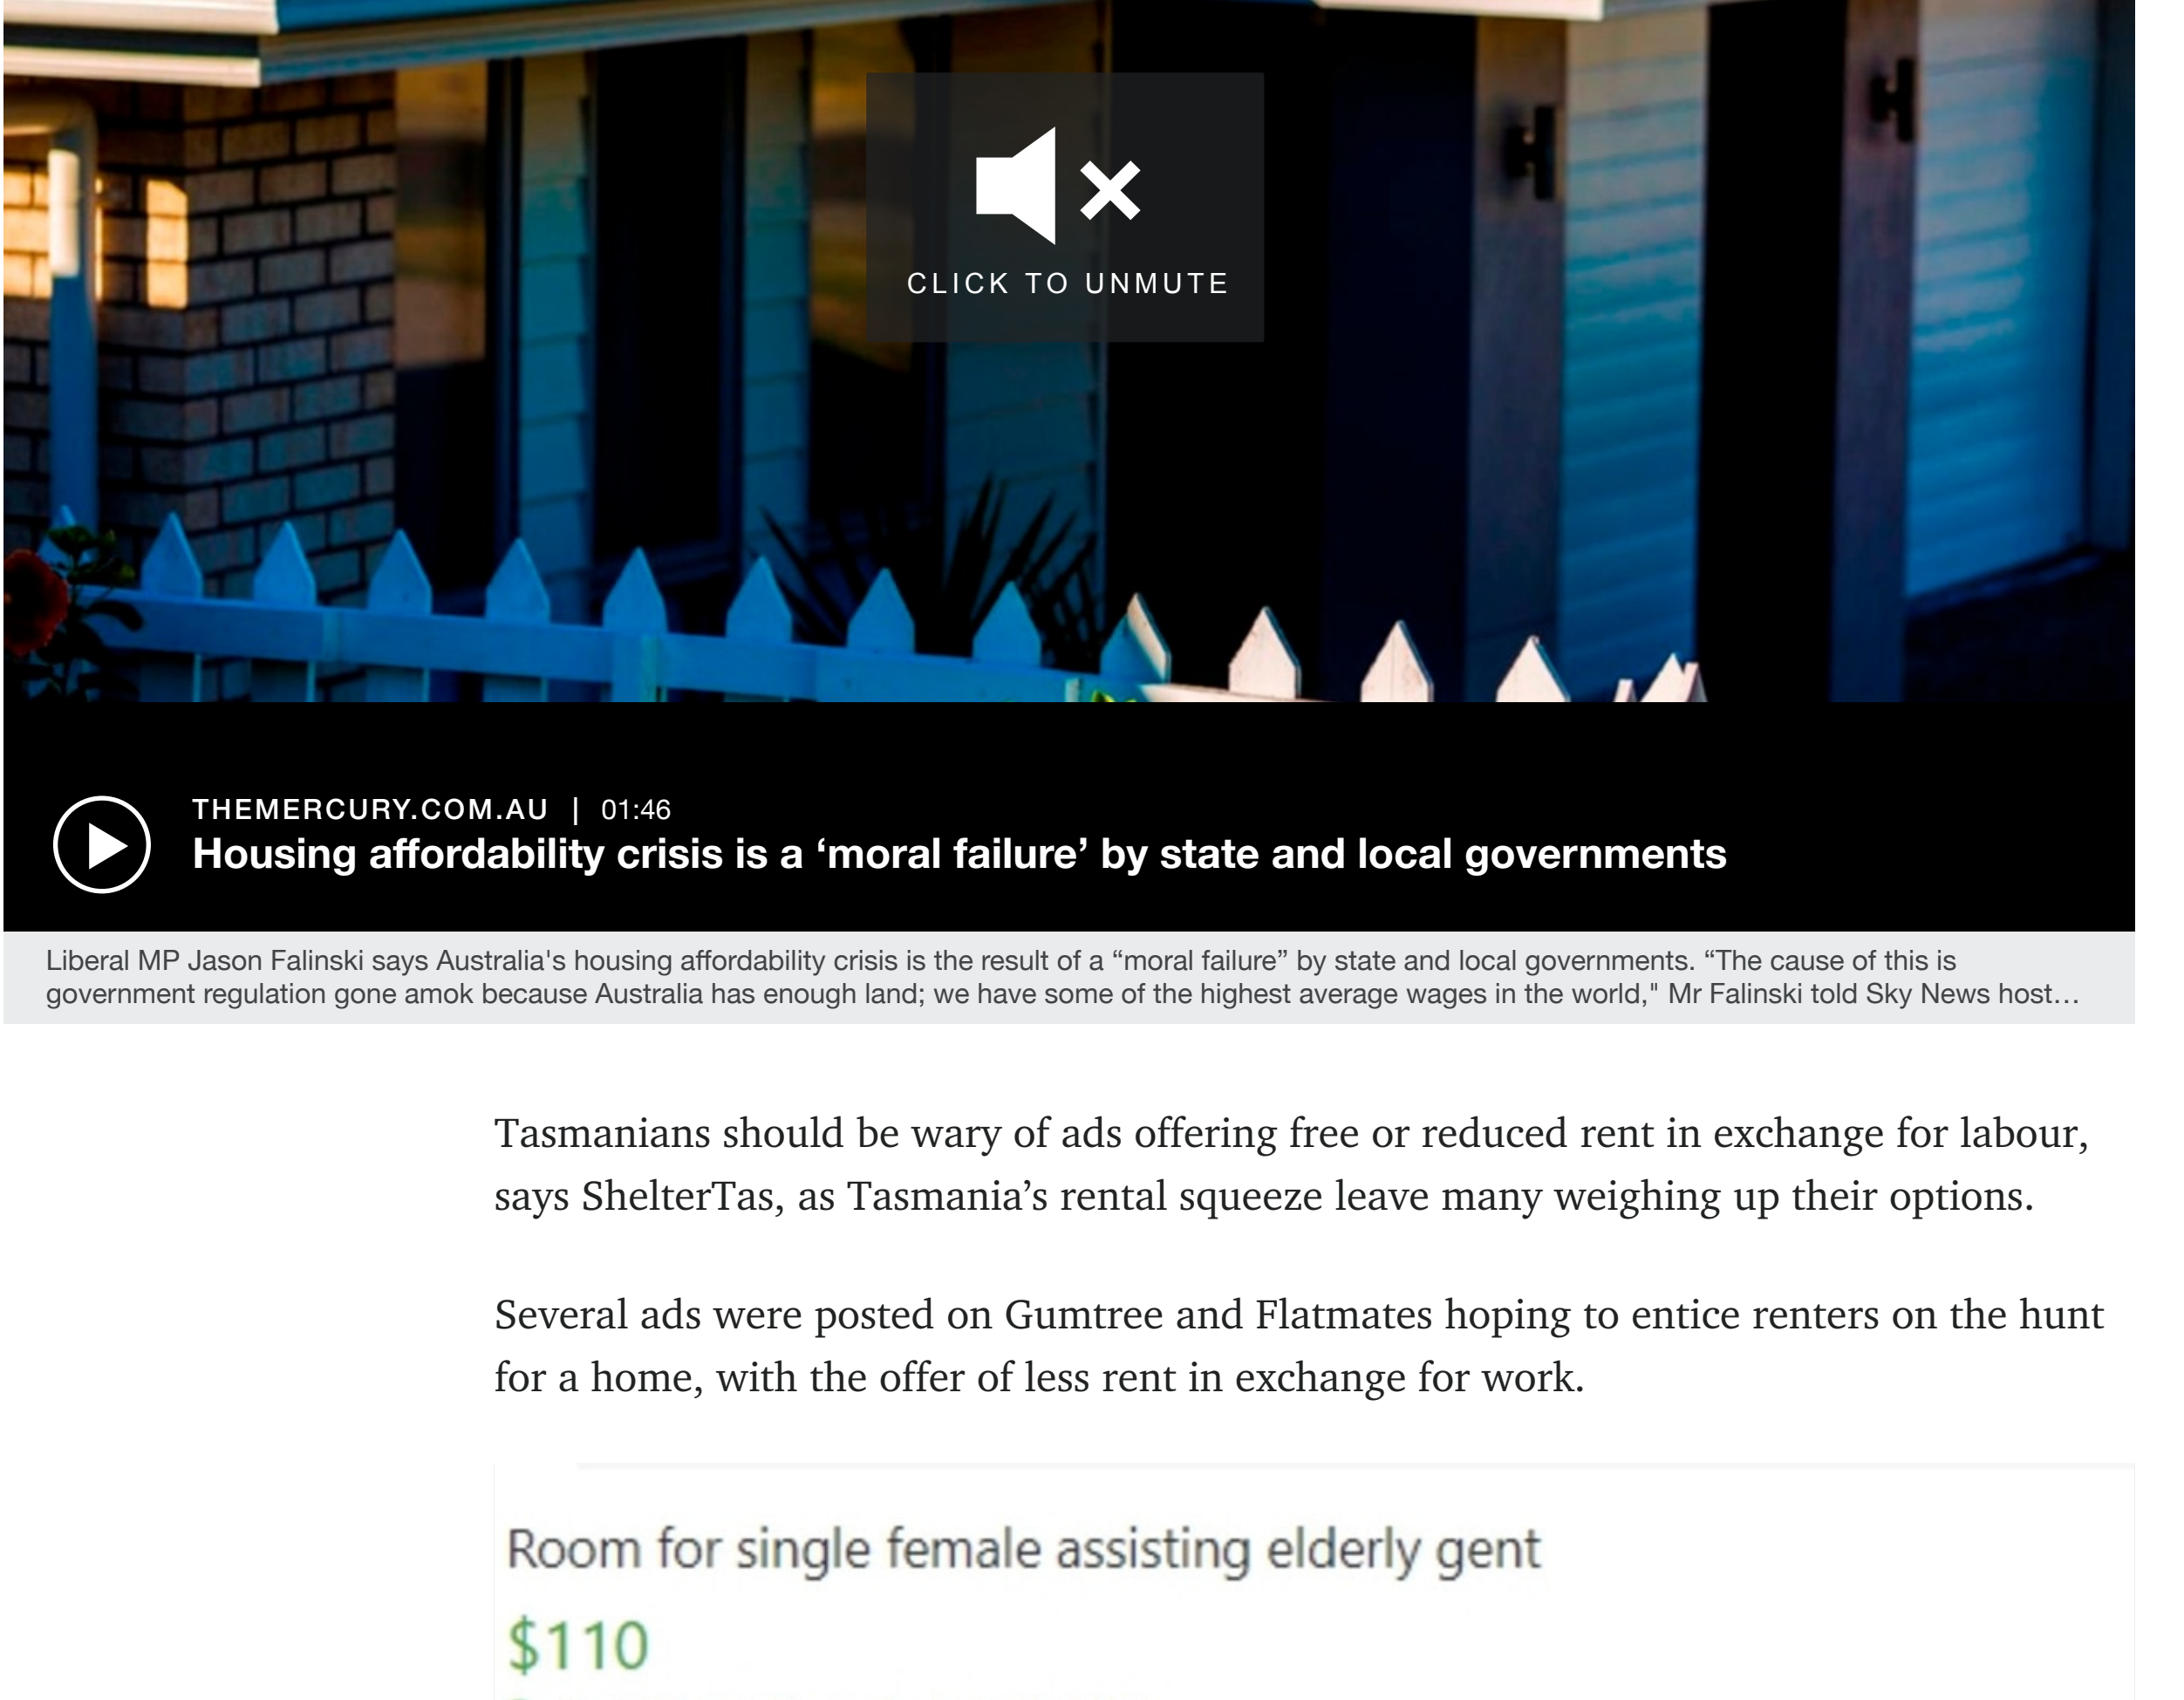 CLICK TO UNMUTE
THEMERCURY.COM.AU | 01:46
Housing affordability crisis is a ‘moral failure’ by state and local governments
Liberal MP Jason Falinski says Australia's housing affordability crisis is the result of a “moral failure” by state and local governments. “The cause of this is
government regulation gone amok because Australia has enough land; we have some of the highest average wages in the world," Mr Falinski told Sky News host…
Tasmanians should be wary of ads offering free or reduced rent in exchange for labour,
says ShelterTas, as Tasmania’s rental squeeze leave many weighing up their options.
Several ads were posted on Gumtree and Flatmates hoping to entice renters on the hunt
for a home, with the offer of less rent in exchange for work.
Room for single female assisting elderly gent
$110